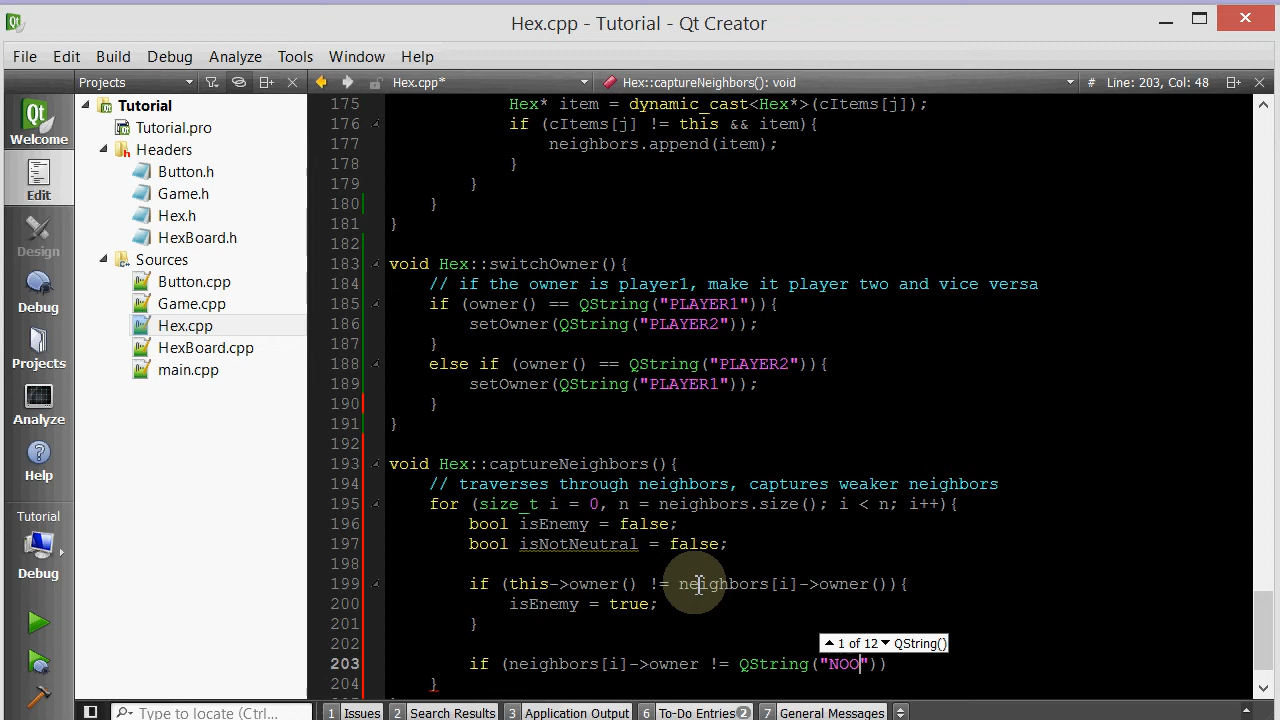 Hex.cpp - Tutorial - Qt Creator
File Edit Build Debug Analyze Tools Window Help
Projects Hex.cpp* Hex::captureNeighbors(): void # Line: 203, Col: 48
Welcome
Edit
Design
Debug
Projects
Analyze
Help
Tutorial
Debug
Tutorial
Tutorial.pro
Headers
Button.h
Game.h
Hex.h
HexBoard.h
Sources
Button.cpp
Game.cpp
Hex.cpp
HexBoard.cpp
main.cpp
175 Hex* item = dynamic_cast<Hex*>(cItems[j]);
176 if (cItems[j] != this && item){
177 neighbors.append(item);
178 }
179 }
180 }
181 }
182
183 void Hex::switchOwner(){
184 // if the owner is player1, make it player two and vice versa
185 if (owner() == QString("PLAYER1")){
186 setOwner(QString("PLAYER2"));
187 }
188 else if (owner() == QString("PLAYER2")){
189 setOwner(QString("PLAYER1"));
190 }
191 }
192
193 void Hex::captureNeighbors(){
194 // traverses through neighbors, captures weaker neighbors
195 for (size_t i = 0, n = neighbors.size(); i < n; i++){
196 bool isEnemy = false;
197 bool isNotNeutral = false;
198
199 if (this->owner() != neighbors[i]->owner()){
200 isEnemy = true;
201 }
202
1 of 12 QString()
203 if (neighbors[i]->owner != QString("NOO"))
204 }
Type to locate (Ctrl... 1 Issues 2 Search Results 3 Application Output 6 To-Do Entries 2 7 General Messages